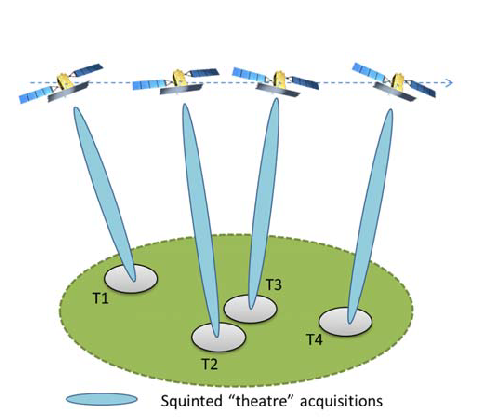 T1
T3
T2
T4
Squinted “theatre” acquisitions